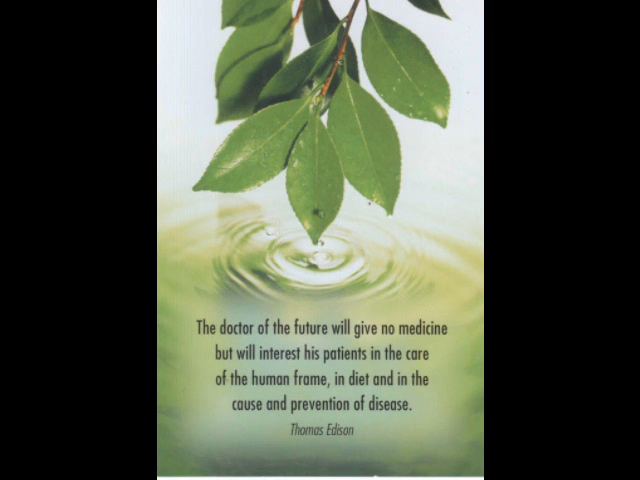 The doctor of the future will give no medicine
but will interest his patients in the care
of the human frame, in diet and in the
cause and prevention of disease.
Thomas Edison